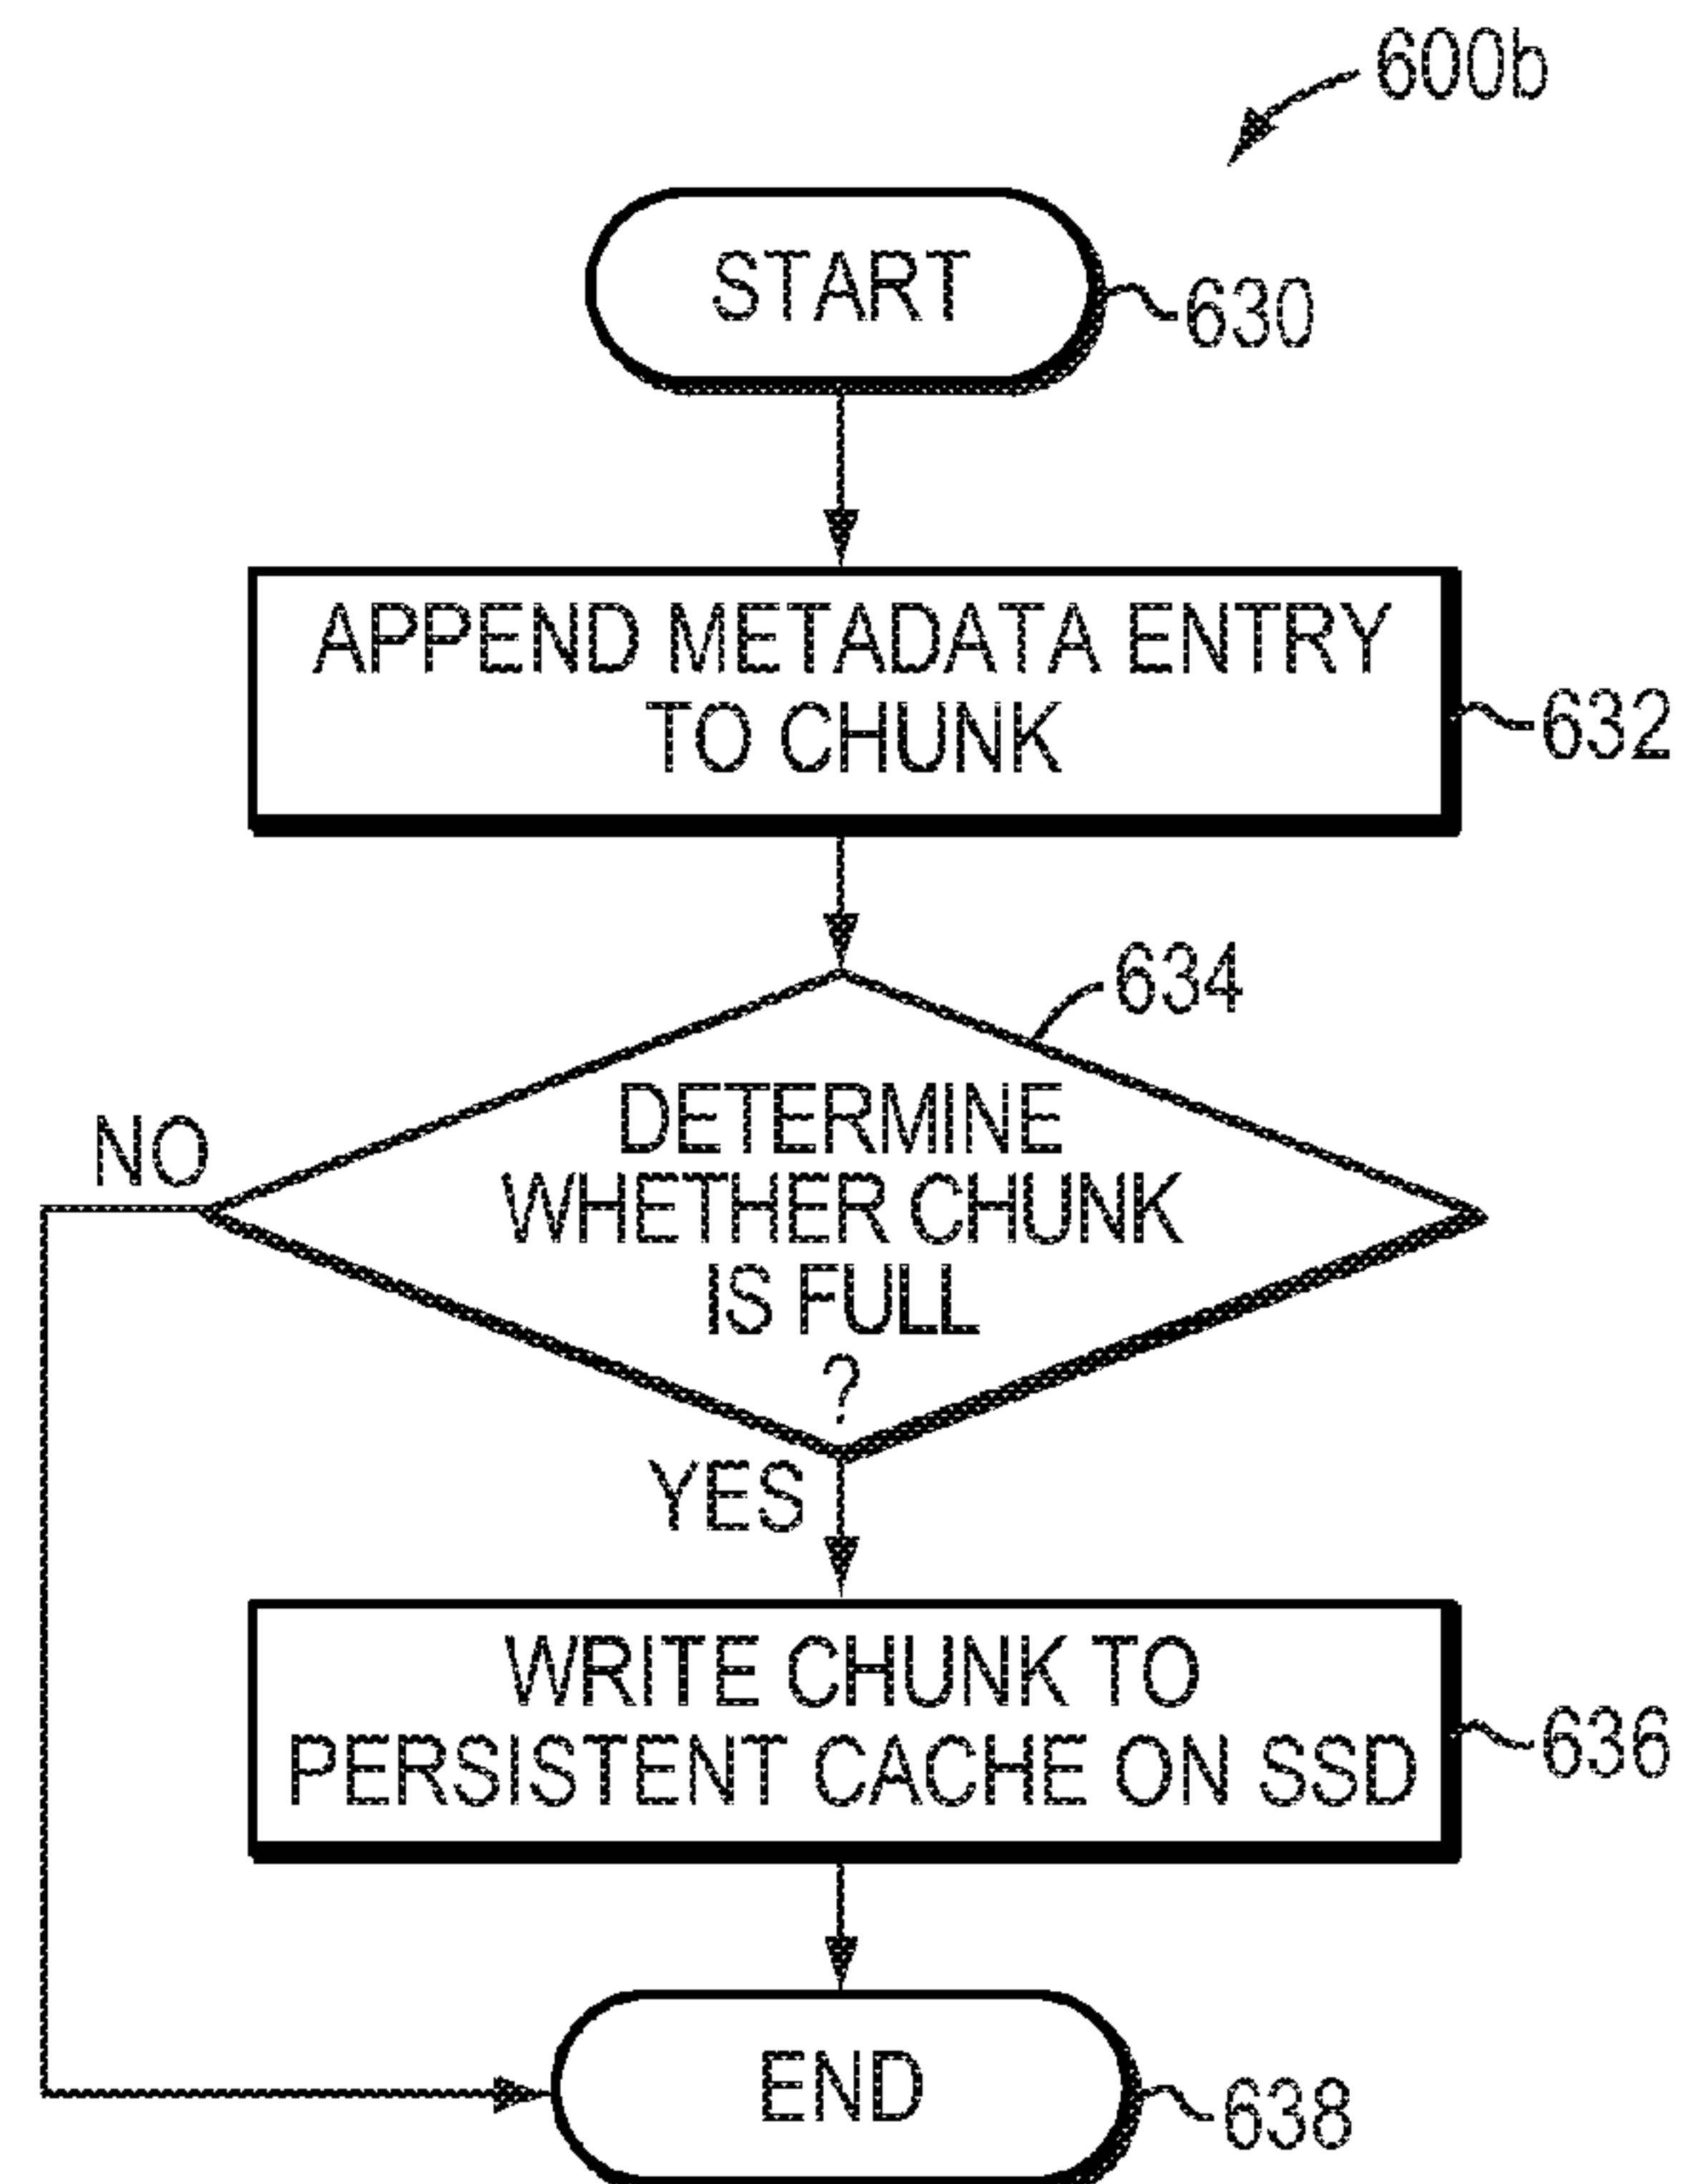 600b
START
630
APPEND METADATA ENTRY
TO CHUNK
632
634
DETERMINE
WHETHER CHUNK
IS FULL
?
NO
YES
WRITE CHUNK TO
PERSISTENT CACHE ON SSD
636
END
638